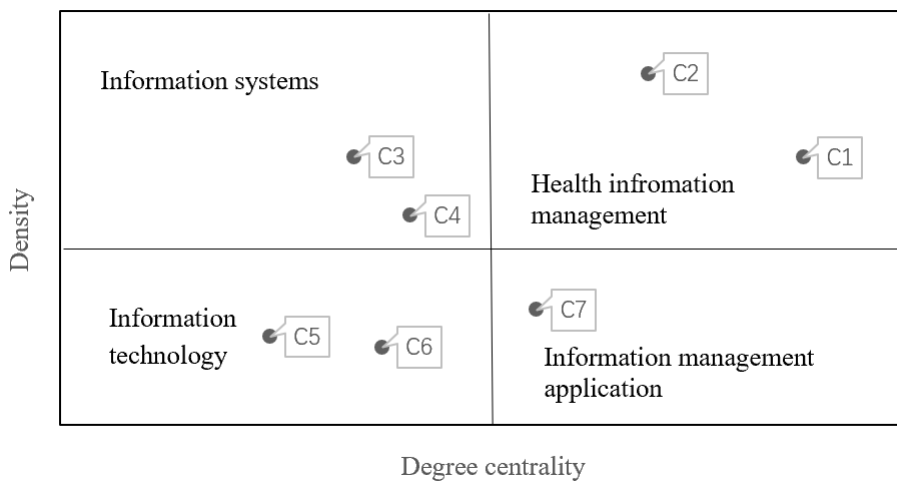 Information systems
C2
C3
C1
Health infromation
management
C4
Density
Information
technology
C5
C6
C7
Information management
application
Degree centrality